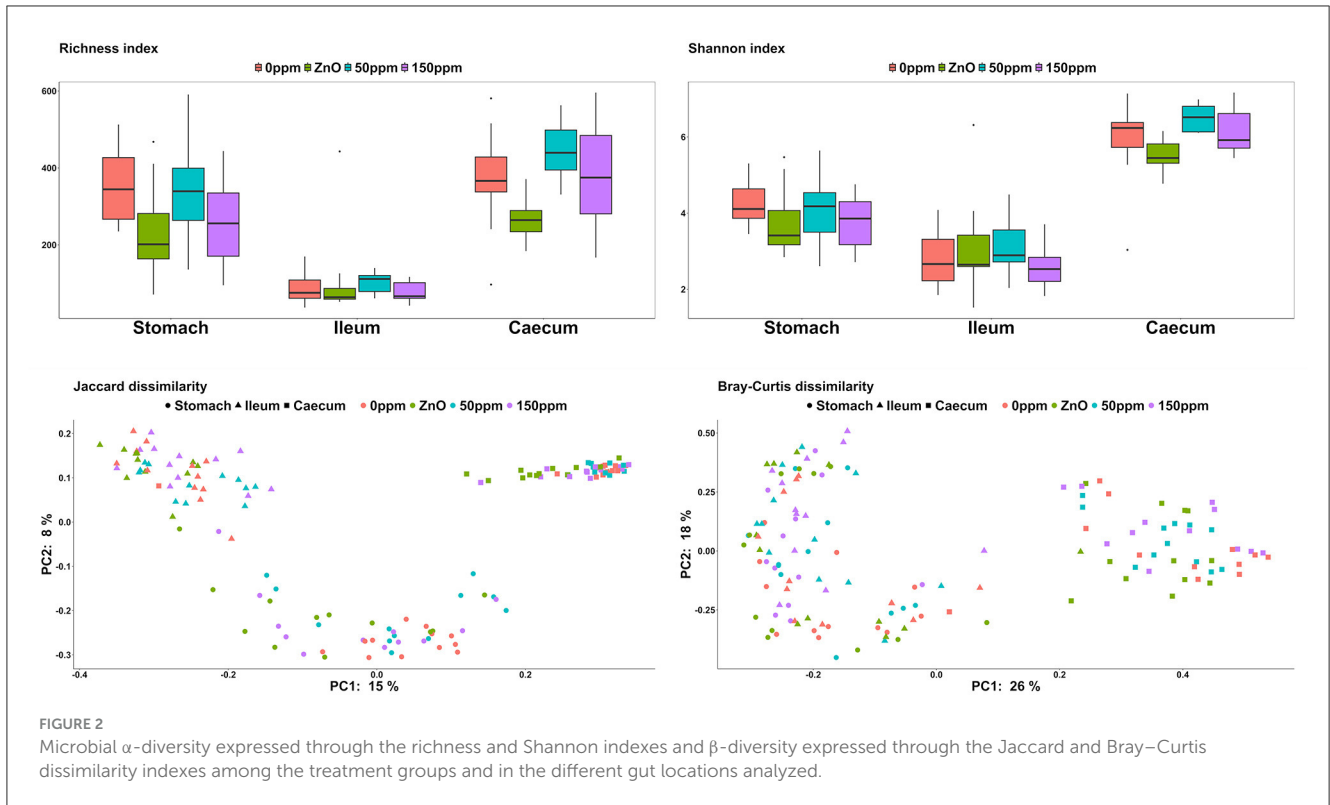 Richness index
0ppm ZnO 50ppm 150ppm
600
400
200
Stomach Ileum Caecum
Shannon index
0ppm ZnO 50ppm 150ppm
6
4
2
Stomach Ileum Caecum
Jaccard dissimilarity
Stomach Ileum Caecum 0ppm ZnO 50ppm 150ppm
0.2
0.1
0.0
-0.1
-0.2
-0.3
PC2: 8 %
-0.4 -0.2 0.0 0.2
PC1: 15 %
Bray-Curtis dissimilarity
Stomach Ileum Caecum 0ppm ZnO 50ppm 150ppm
0.50
0.25
0.00
-0.25
PC2: 18 %
-0.2 0.0 0.2 0.4
PC1: 26 %
FIGURE 2
Microbial α-diversity expressed through the richness and Shannon indexes and β-diversity expressed through the Jaccard and Bray–Curtis
dissimilarity indexes among the treatment groups and in the different gut locations analyzed.